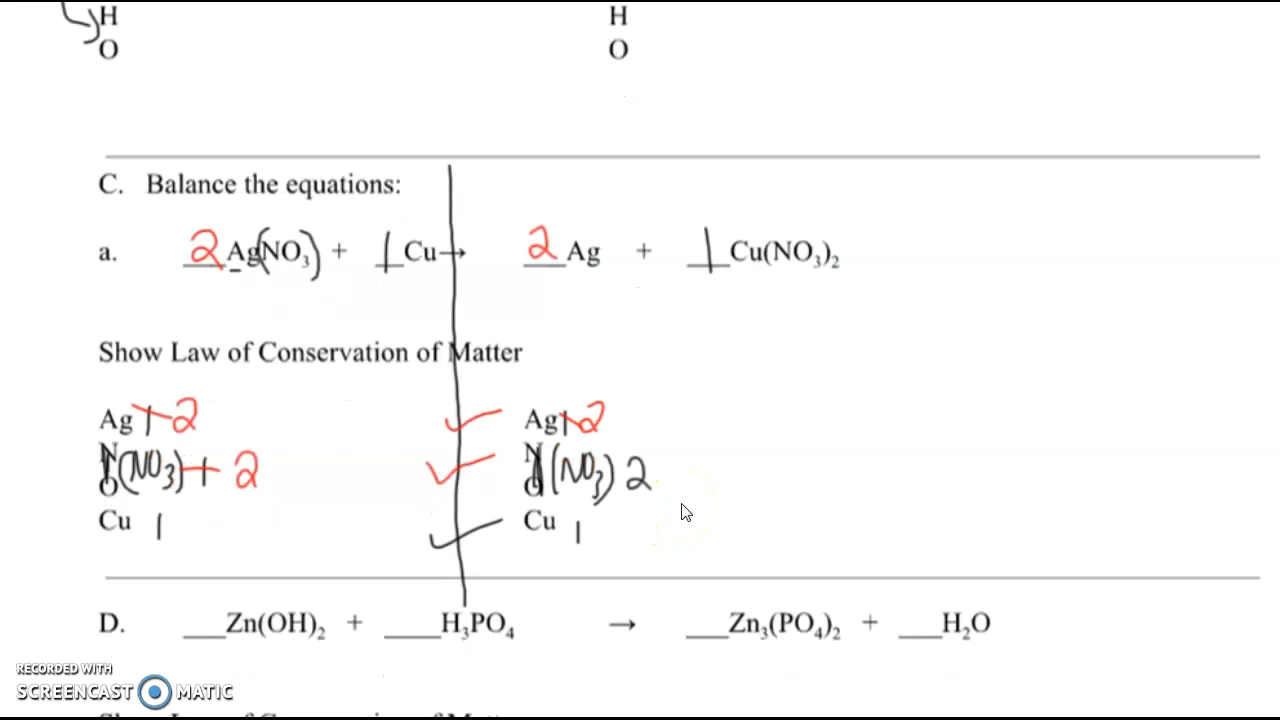 H H
O O
C. Balance the equations:
a. 2 Ag(NO₃) + 1 Cu → 2 Ag + 1 Cu(NO₃)₂
Show Law of Conservation of Matter
Ag 1 2 Ag 1 2
(NO₃) 1 2 (NO₃) 2
Cu 1 Cu 1
D. ___Zn(OH)₂ + ____H₃PO₄ → ___Zn₃(PO₄)₂ + ___H₂O
RECORDED WITH
SCREENCAST MATIC